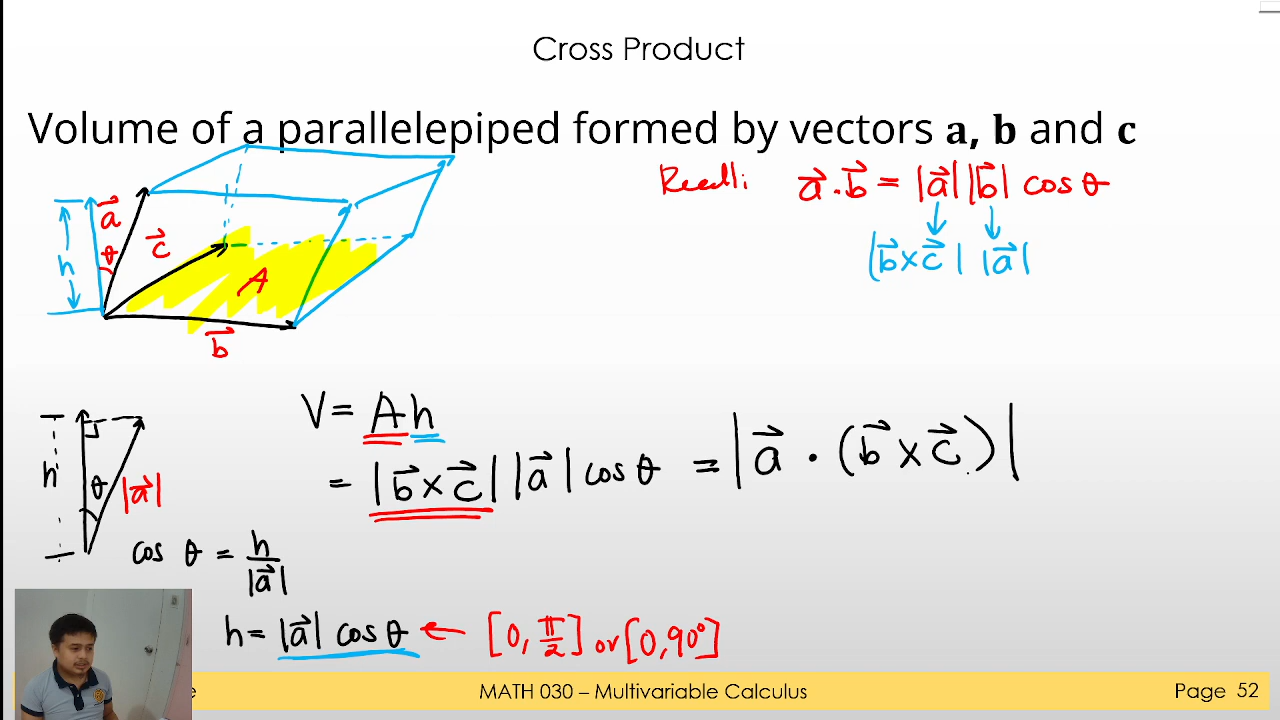 Cross Product
Volume of a parallelepiped formed by vectors a, b and c
Recall: a⃗ · b⃗ = |a⃗| |b⃗| cos θ
|b⃗ × c⃗| |a⃗|
h
a⃗
θ
c⃗
A
b⃗
V = Ah
= |b⃗ × c⃗| |a⃗| cos θ = |a⃗ · (b⃗ × c⃗)|
h
θ
|a⃗|
cos θ = h/|a⃗|
h = |a⃗| cos θ ← [0, π/2] or [0, 90°]
MATH 030 – Multivariable Calculus
Page 52